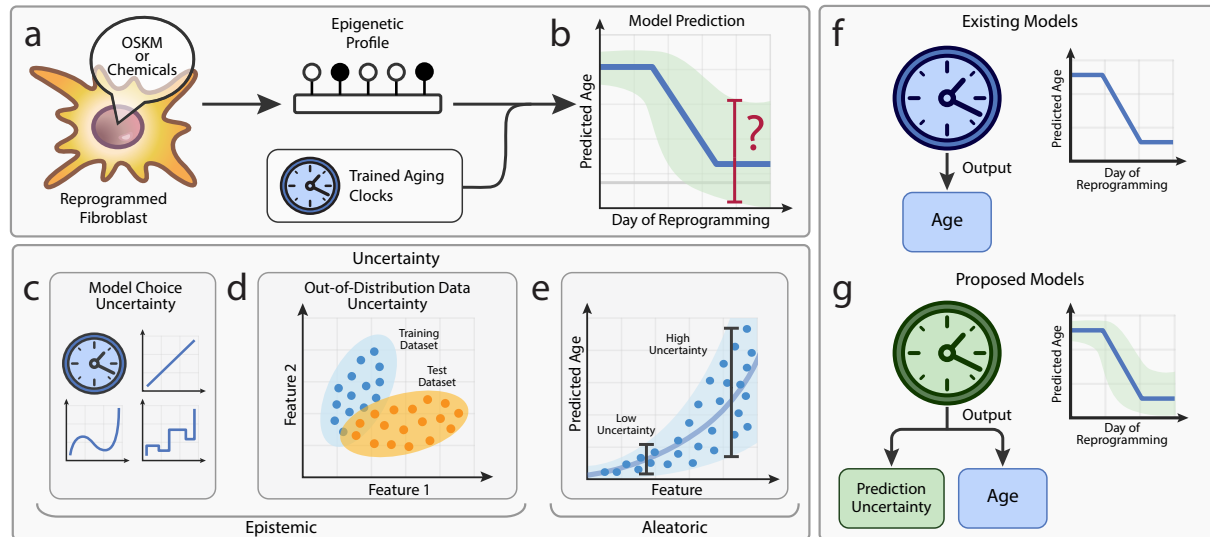 a
OSKM
or
Chemicals
Reprogrammed
Fibroblast
Epigenetic
Profile
Trained Aging
Clocks
b
Model Prediction
Predicted Age
?
Day of Reprogramming
Uncertainty
c
Model Choice
Uncertainty
d
Out-of-Distribution Data
Uncertainty
Training
Dataset
Test
Dataset
Feature 2
Feature 1
Epistemic
e
Predicted Age
High
Uncertainty
Low
Uncertainty
Feature
Aleatoric
f
Existing Models
Output
Age
Predicted Age
Day of
Reprogramming
g
Proposed Models
Output
Prediction
Uncertainty
Age
Predicted Age
Day of
Reprogramming